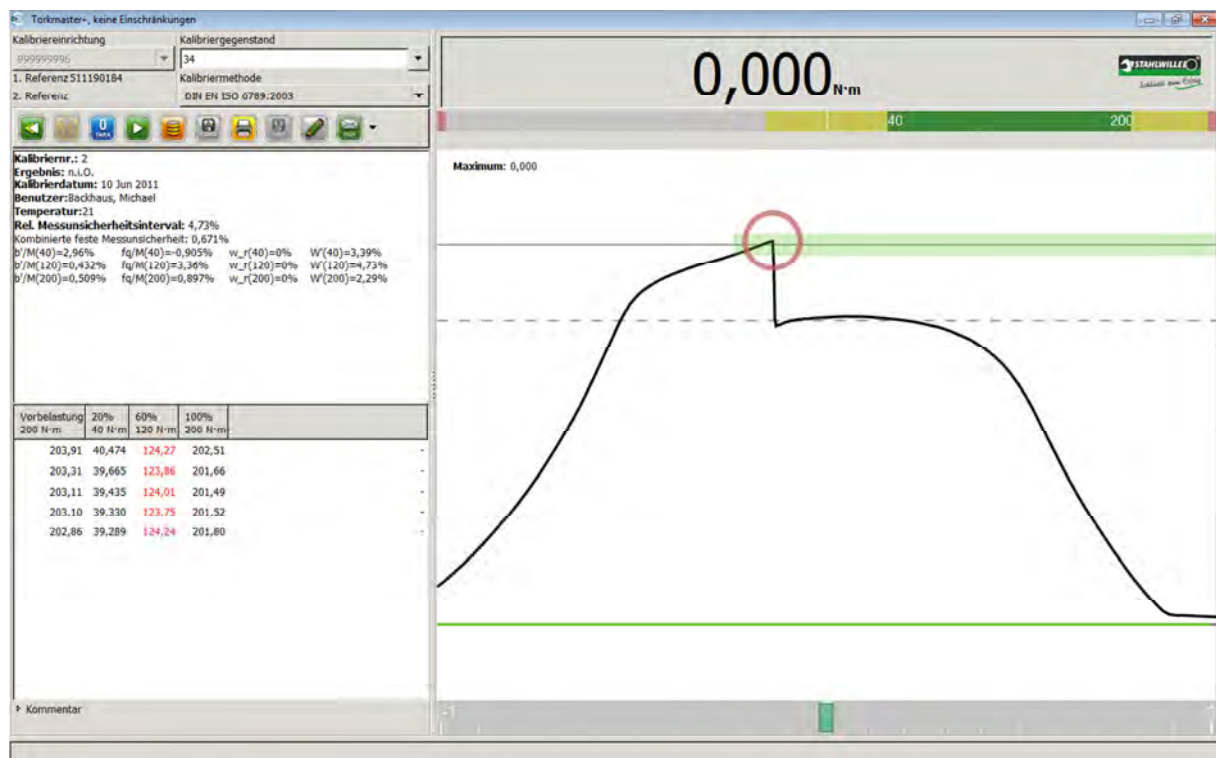 Torkmaster+, keine Einschränkungen
Kalibriereinrichtung Kalibriergegenstand
999999996 34
1. Referenz 511190184 Kalibriermethode
2. Referenz DIN EN ISO 6789:2003
0
TARA
Kalibriernr.: 2
Ergebnis: n.i.O.
Kalibrierdatum: 10 Jun 2011
Benutzer:Backhaus, Michael
Temperatur:21
Rel. Messunsicherheitsinterval: 4,73%
Kombinierte feste Messunsicherheit: 0,671%
b'/M(40)=2,96% fq/M(40)=-0,905% w_r(40)=0% W'(40)=3,39%
b'/M(120)=0,432% fq/M(120)=3,36% w_r(120)=0% W'(120)=4,73%
b'/M(200)=0,509% fq/M(200)=0,897% w_r(200)=0% W'(200)=2,29%
Vorbelastung 20% 60% 100%
200 N·m 40 N·m 120 N·m 200 N·m
203,91 40,474 124,27 202,51 -
203,31 39,665 123,86 201,66 -
203,11 39,435 124,01 201,49 -
203,10 39,330 123,75 201,52 -
202,86 39,289 124,24 201,80 -
Kommentar
0,000 N·m
STAHLWILLE
40 200
Maximum: 0,000
-1 1